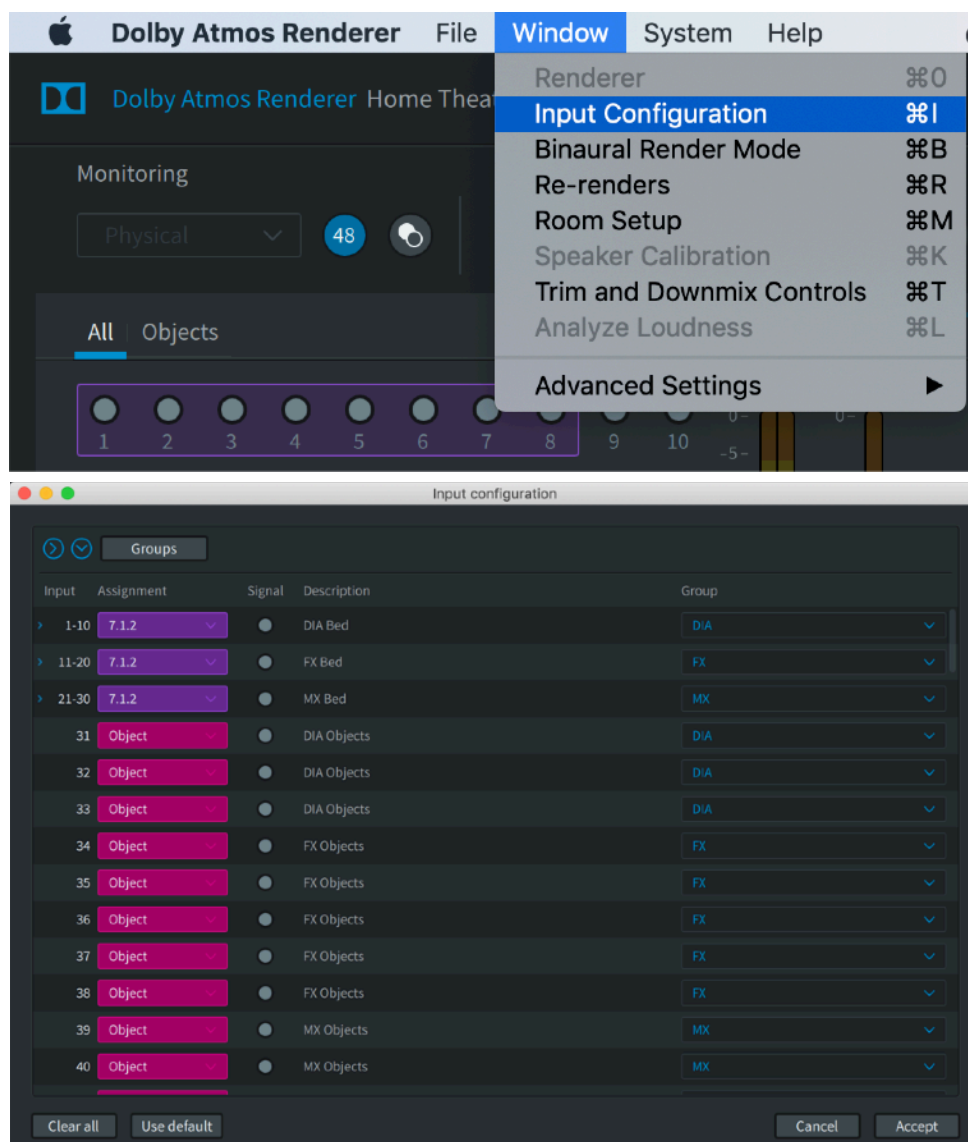 Dolby Atmos Renderer File Window System Help
Dolby Atmos Renderer Home Thea
Renderer ⌘0
Input Configuration ⌘I
Binaural Render Mode ⌘B
Re-renders ⌘R
Room Setup ⌘M
Speaker Calibration ⌘K
Trim and Downmix Controls ⌘T
Analyze Loudness ⌘L
Advanced Settings ▶
Monitoring
Physical 48
All Objects
1 2 3 4 5 6 7 8 9 10
0- 0-
-5-
Input configuration
Groups
Input Assignment Signal Description Group
1-10 7.1.2 DIA Bed DIA
11-20 7.1.2 FX Bed FX
21-30 7.1.2 MX Bed MX
31 Object DIA Objects DIA
32 Object DIA Objects DIA
33 Object DIA Objects DIA
34 Object FX Objects FX
35 Object FX Objects FX
36 Object FX Objects FX
37 Object FX Objects FX
38 Object FX Objects FX
39 Object MX Objects MX
40 Object MX Objects MX
Clear all Use default Cancel Accept